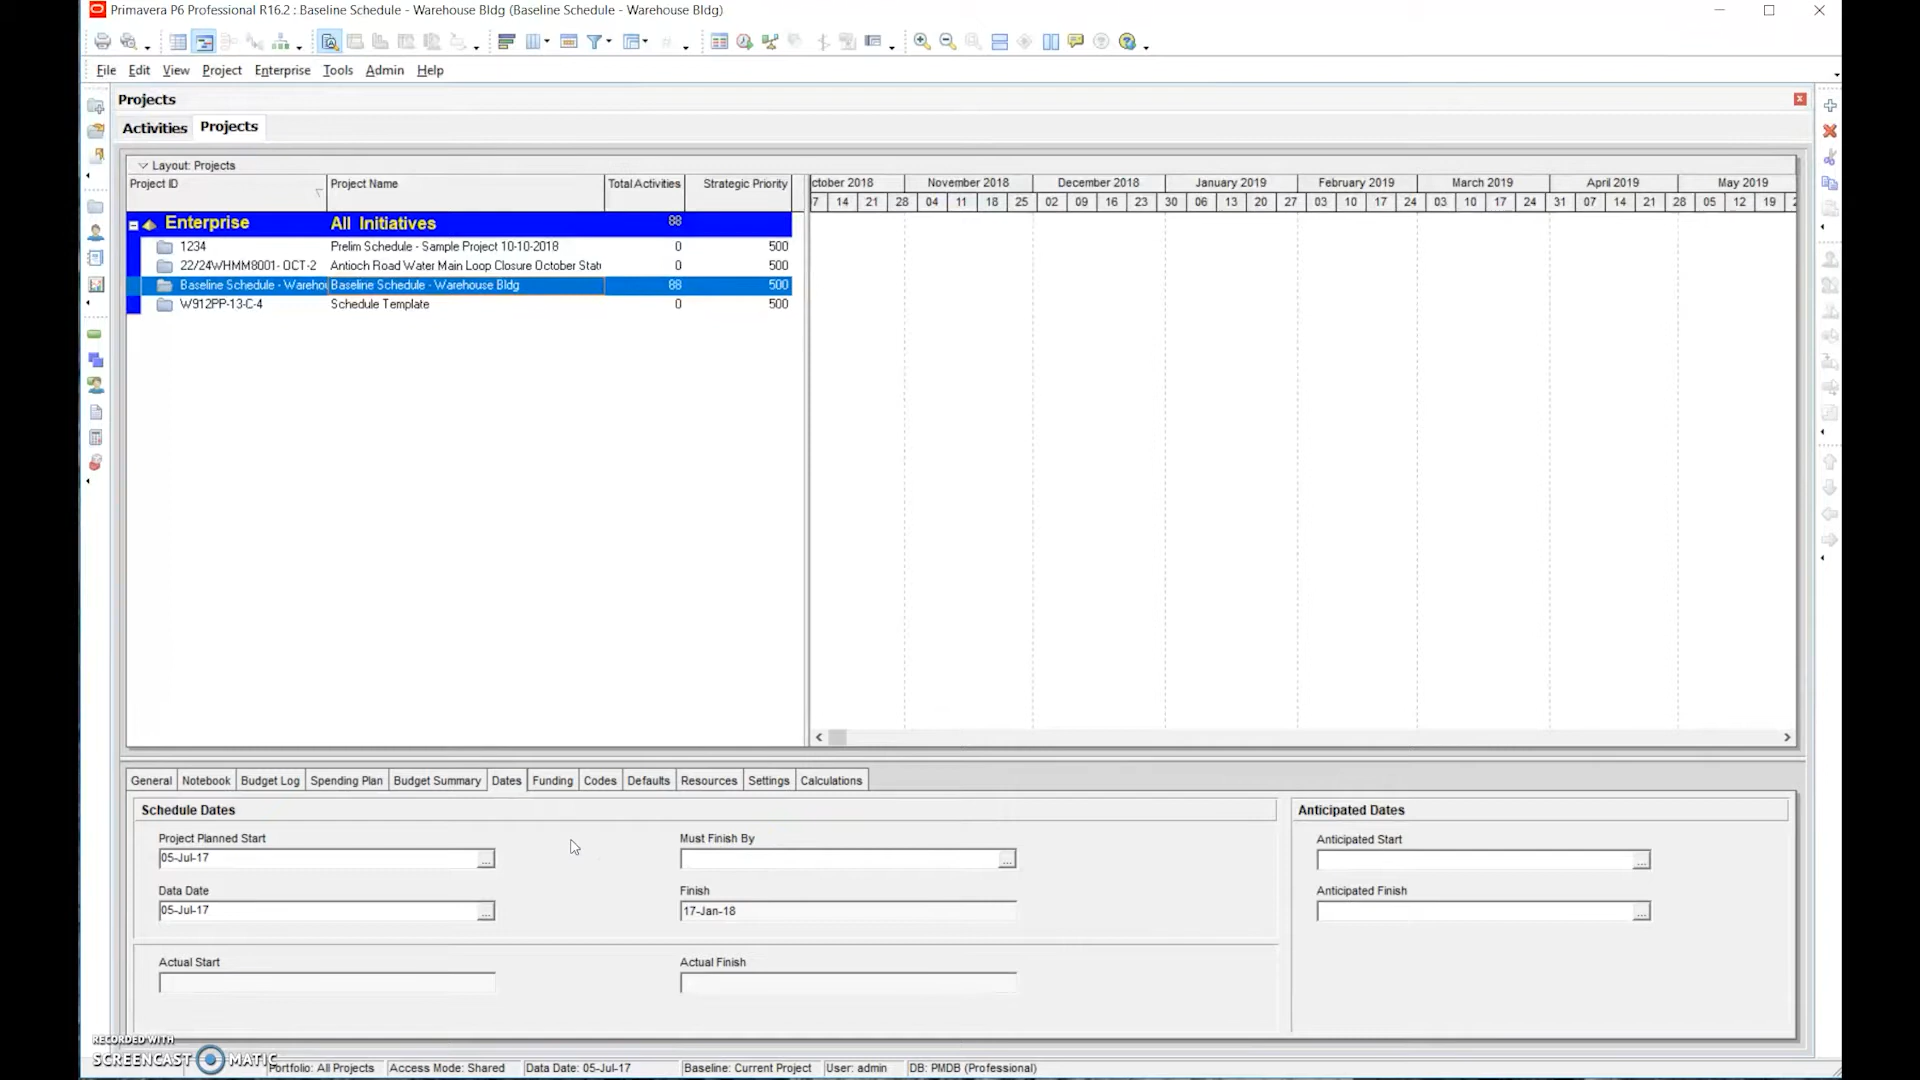 Primavera P6 Professional R16.2 : Baseline Schedule - Warehouse Bldg (Baseline Schedule - Warehouse Bldg)
File Edit View Project Enterprise Tools Admin Help
Projects
Activities Projects
Layout: Projects
Project ID Project Name Total Activities Strategic Priority
ctober 2018 November 2018 December 2018 January 2019 February 2019 March 2019 April 2019 May 2019
7 14 21 28 04 11 18 25 02 09 16 23 30 06 13 20 27 03 10 17 24 03 10 17 24 31 07 14 21 28 05 12 19 2
Enterprise All Initiatives 88
1234 Prelim Schedule - Sample Project 10-10-2018 0 500
22/24WHMM8001- OCT-2 Antioch Road Water Main Loop Closure October Statu 0 500
Baseline Schedule - Warehou Baseline Schedule - Warehouse Bldg 88 500
W912PP-13-C-4 Schedule Template 0 500
General Notebook Budget Log Spending Plan Budget Summary Dates Funding Codes Defaults Resources Settings Calculations
Schedule Dates Anticipated Dates
Project Planned Start Must Finish By Anticipated Start
05-Jul-17
Data Date Finish Anticipated Finish
05-Jul-17 17-Jan-18
Actual Start Actual Finish
RECORDED WITH
SCREENCAST MATIC
Portfolio: All Projects Access Mode: Shared Data Date: 05-Jul-17 Baseline: Current Project User: admin DB: PMDB (Professional)